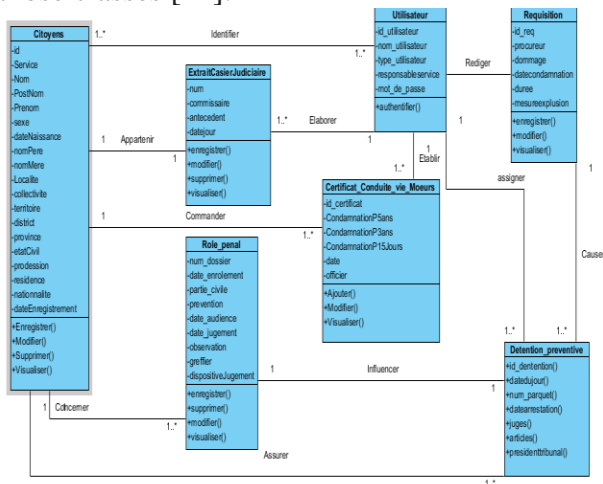 Citoyens
-id
-Service
-Nom
-PostNom
-Prenom
-sexe
-dateNaissance
-nomPere
-nomMere
-Localite
-collectivite
-territoire
-district
-province
-etatCivil
-prodession
-residence
-nationnalite
-dateEnregistrement
+Enregistrer()
+Modifier()
+Supprimer()
+Visualiser()
1..*
Identifier
1..*
Utilisateur
-id_utilisateur
-nom_utilisateur
-type_utilisateur
-responsableservice
-mot_de_passe
+authentifier()
Requisition
-id_req
-procureur
-dommage
-datecondamnation
-duree
-mesureexplusion
+enregistrer()
+modifier()
+visualiser()
Rediger
1
ExtraitCasierJudiciaire
-num
-commissaire
-antecedent
-datejour
+enregistrer()
+modifier()
+supprimer()
+visualiser()
1
Appartenir
1
1..*
Elaborer
1
1
Etablir
1..*
assigner
1
Certificat_Conduite_vie_Moeurs
-id_certificat
-CondamnationP5ans
-CondamnationP3ans
-CondamnationP15Jours
-date
-officier
+Ajouter()
+Modifier()
+Visualiser()
1
Commander
1..*
Role_penal
-num_dossier
-date_enrolement
-partie_civile
-prevention
-date_audience
-date_jugement
-observation
-greffier
-dispositiveJugement
+enregistrer()
+supprimer()
+modifier()
+visualiser()
Cause
1..*
1..*
Detention_preventive
+id_dentention()
+datedujour()
+num_parquet()
+datearrestation()
+juges()
+articles()
+presidenttribunal()
1
Influencer
1
1
Concerner
1..*
1
Assurer
1..*